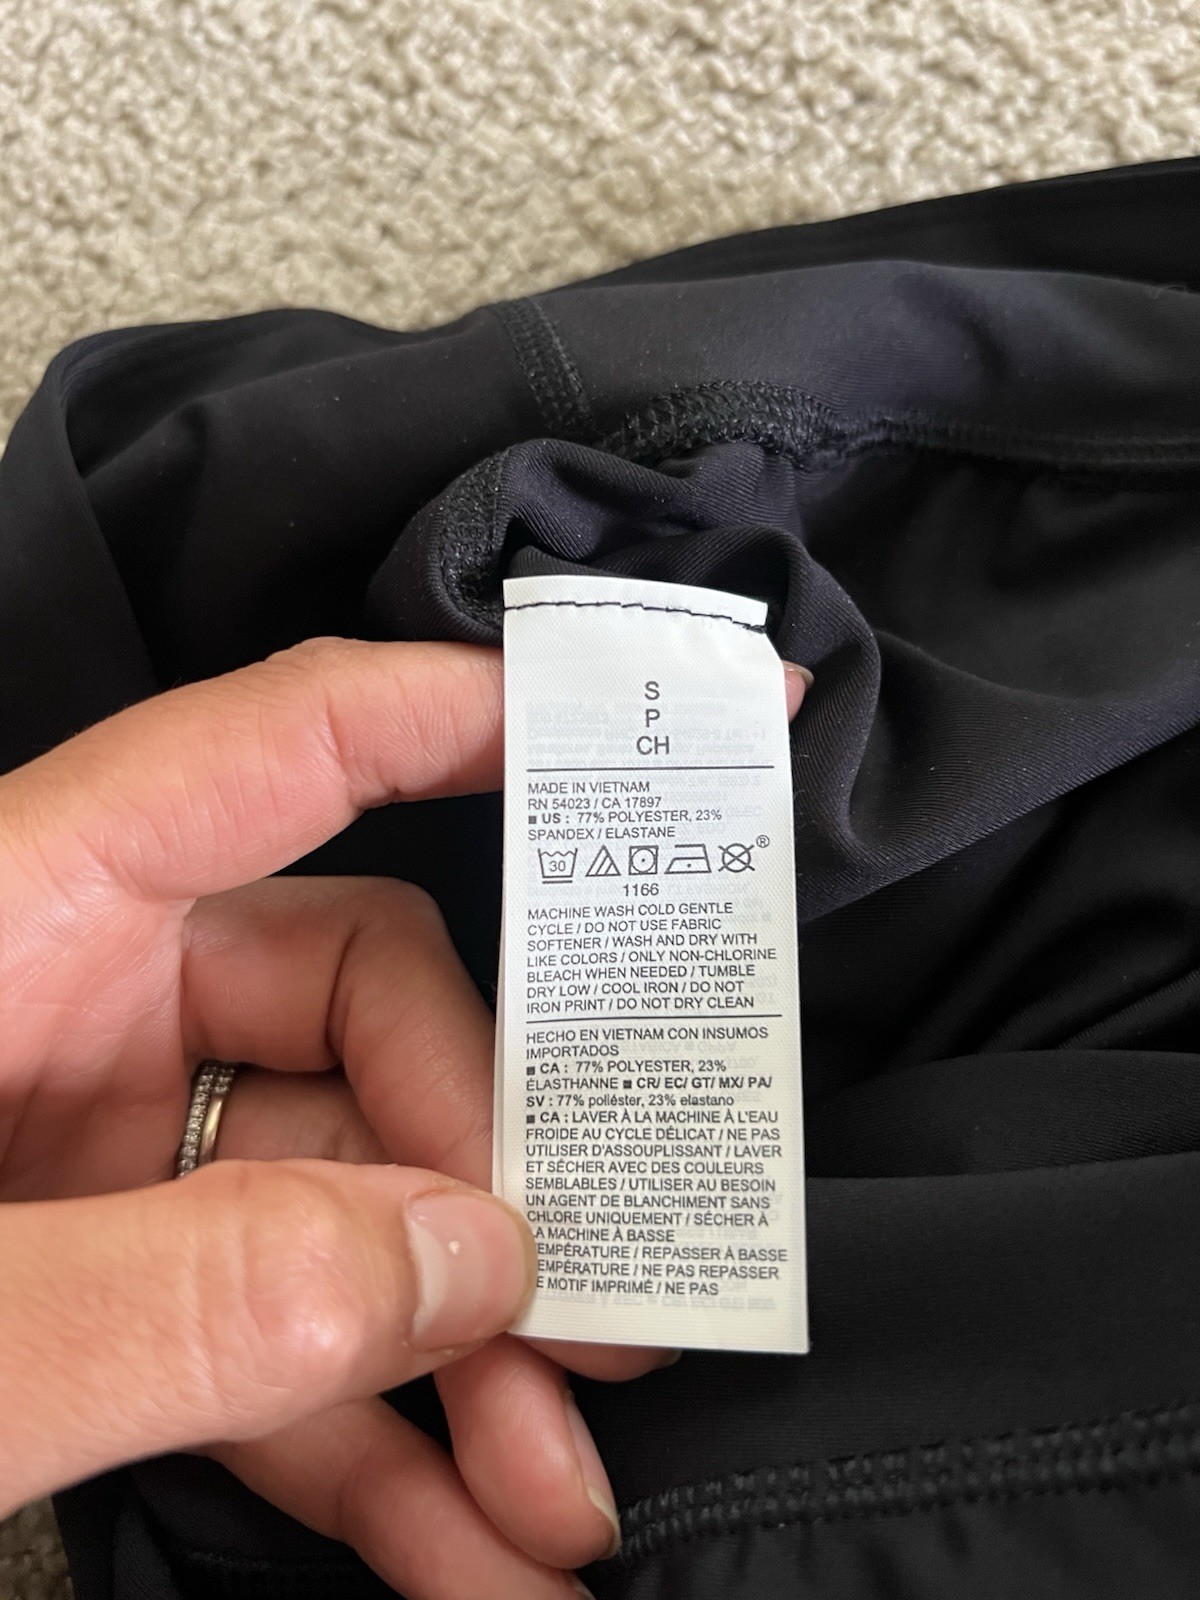 S
P
CH
MADE IN VIETNAM
RN 54023 / CA 17897
■ US : 77% POLYESTER, 23%
SPANDEX / ELASTANE
30
®
1166
MACHINE WASH COLD GENTLE
CYCLE / DO NOT USE FABRIC
SOFTENER / WASH AND DRY WITH
LIKE COLORS / ONLY NON-CHLORINE
BLEACH WHEN NEEDED / TUMBLE
DRY LOW / COOL IRON / DO NOT
IRON PRINT / DO NOT DRY CLEAN
HECHO EN VIETNAM CON INSUMOS
IMPORTADOS
■ CA : 77% POLYESTER, 23%
ÉLASTHANNE ■ CR/ EC/ GT/ MX/ PA/
SV : 77% poliéster, 23% elastano
■ CA : LAVER À LA MACHINE À L'EAU
FROIDE AU CYCLE DÉLICAT / NE PAS
UTILISER D'ASSOUPLISSANT / LAVER
ET SÉCHER AVEC DES COULEURS
SEMBLABLES / UTILISER AU BESOIN
UN AGENT DE BLANCHIMENT SANS
CHLORE UNIQUEMENT / SÉCHER À
LA MACHINE À BASSE
TEMPÉRATURE / REPASSER À BASSE
TEMPÉRATURE / NE PAS REPASSER
E MOTIF IMPRIMÉ / NE PAS